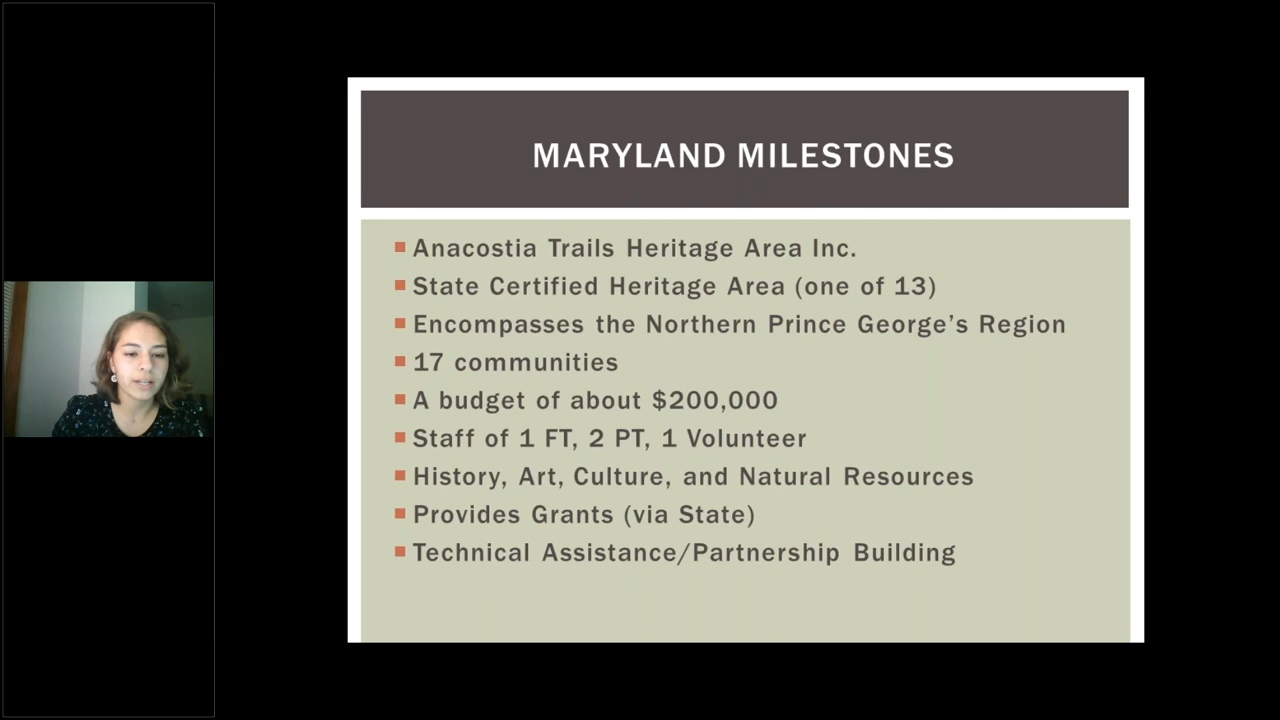 MARYLAND MILESTONES
Anacostia Trails Heritage Area Inc.
State Certified Heritage Area (one of 13)
Encompasses the Northern Prince George's Region
17 communities
A budget of about $200,000
Staff of 1 FT, 2 PT, 1 Volunteer
History, Art, Culture, and Natural Resources
Provides Grants (via State)
Technical Assistance/Partnership Building